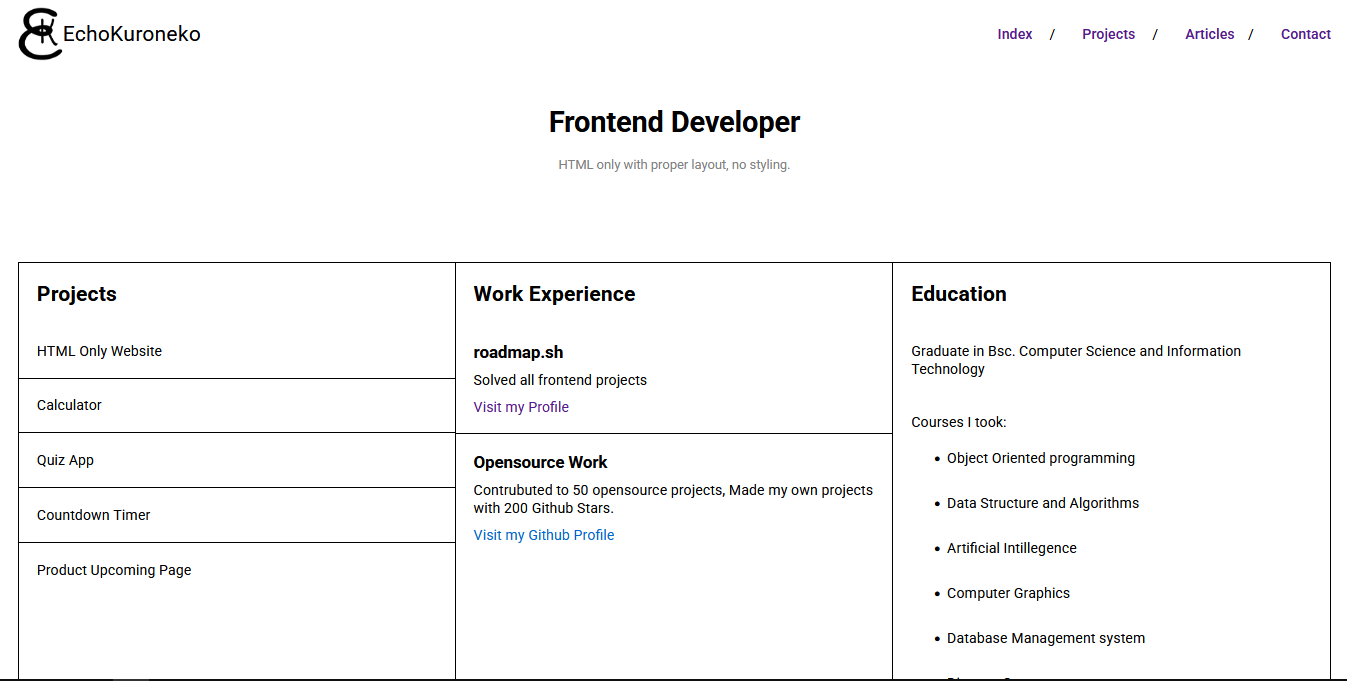 EchoKuroneko
Index / Projects / Articles / Contact
Frontend Developer
HTML only with proper layout, no styling.
Projects
HTML Only Website
Calculator
Quiz App
Countdown Timer
Product Upcoming Page
Work Experience
roadmap.sh
Solved all frontend projects
Visit my Profile
Opensource Work
Contrubuted to 50 opensource projects, Made my own projects
with 200 Github Stars.
Visit my Github Profile
Education
Graduate in Bsc. Computer Science and Information
Technology
Courses I took:
• Object Oriented programming
• Data Structure and Algorithms
• Artificial Intillegence
• Computer Graphics
• Database Management system